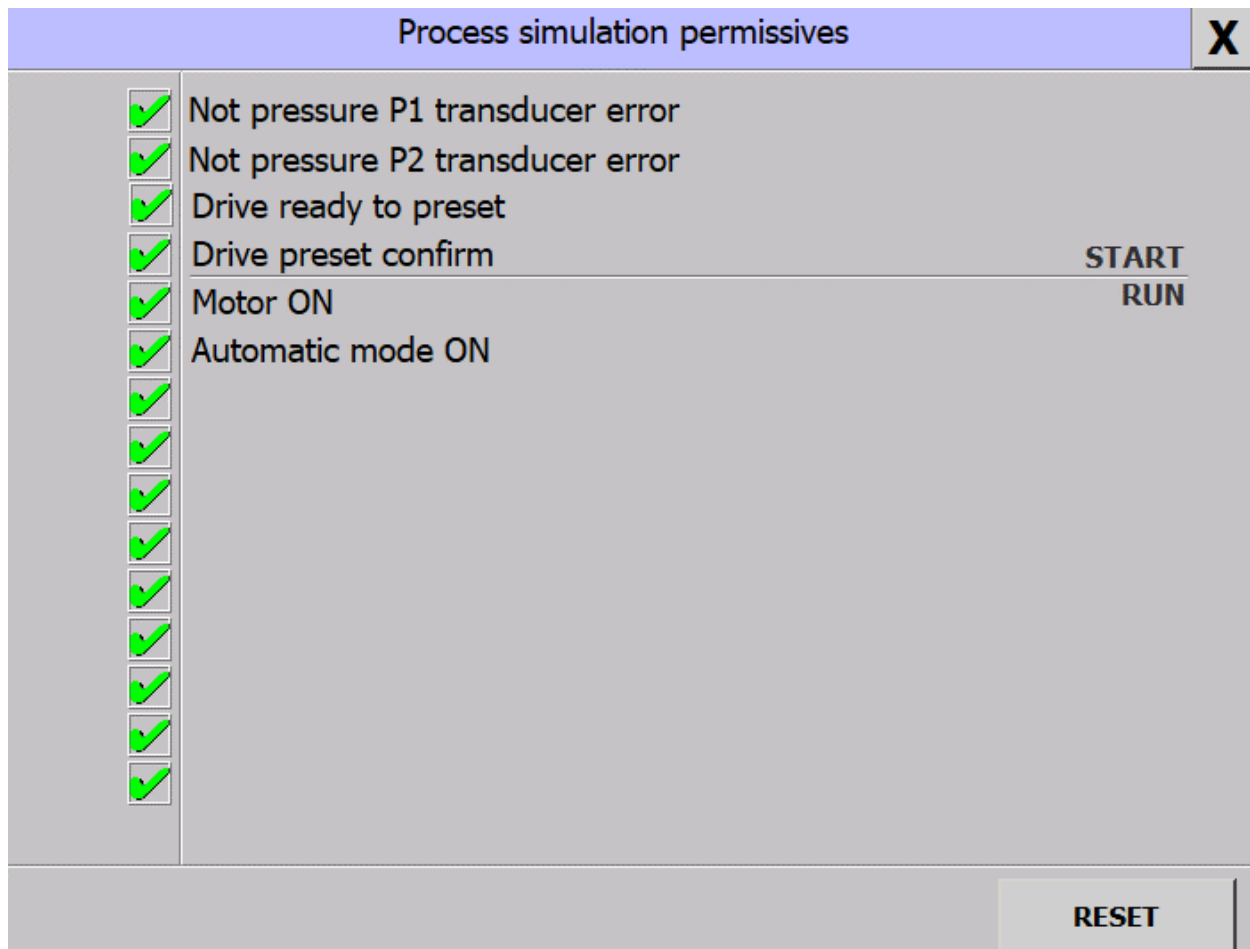 Process simulation permissives
X
Not pressure P1 transducer error
Not pressure P2 transducer error
Drive ready to preset
Drive preset confirm
START
RUN
Motor ON
Automatic mode ON
RESET